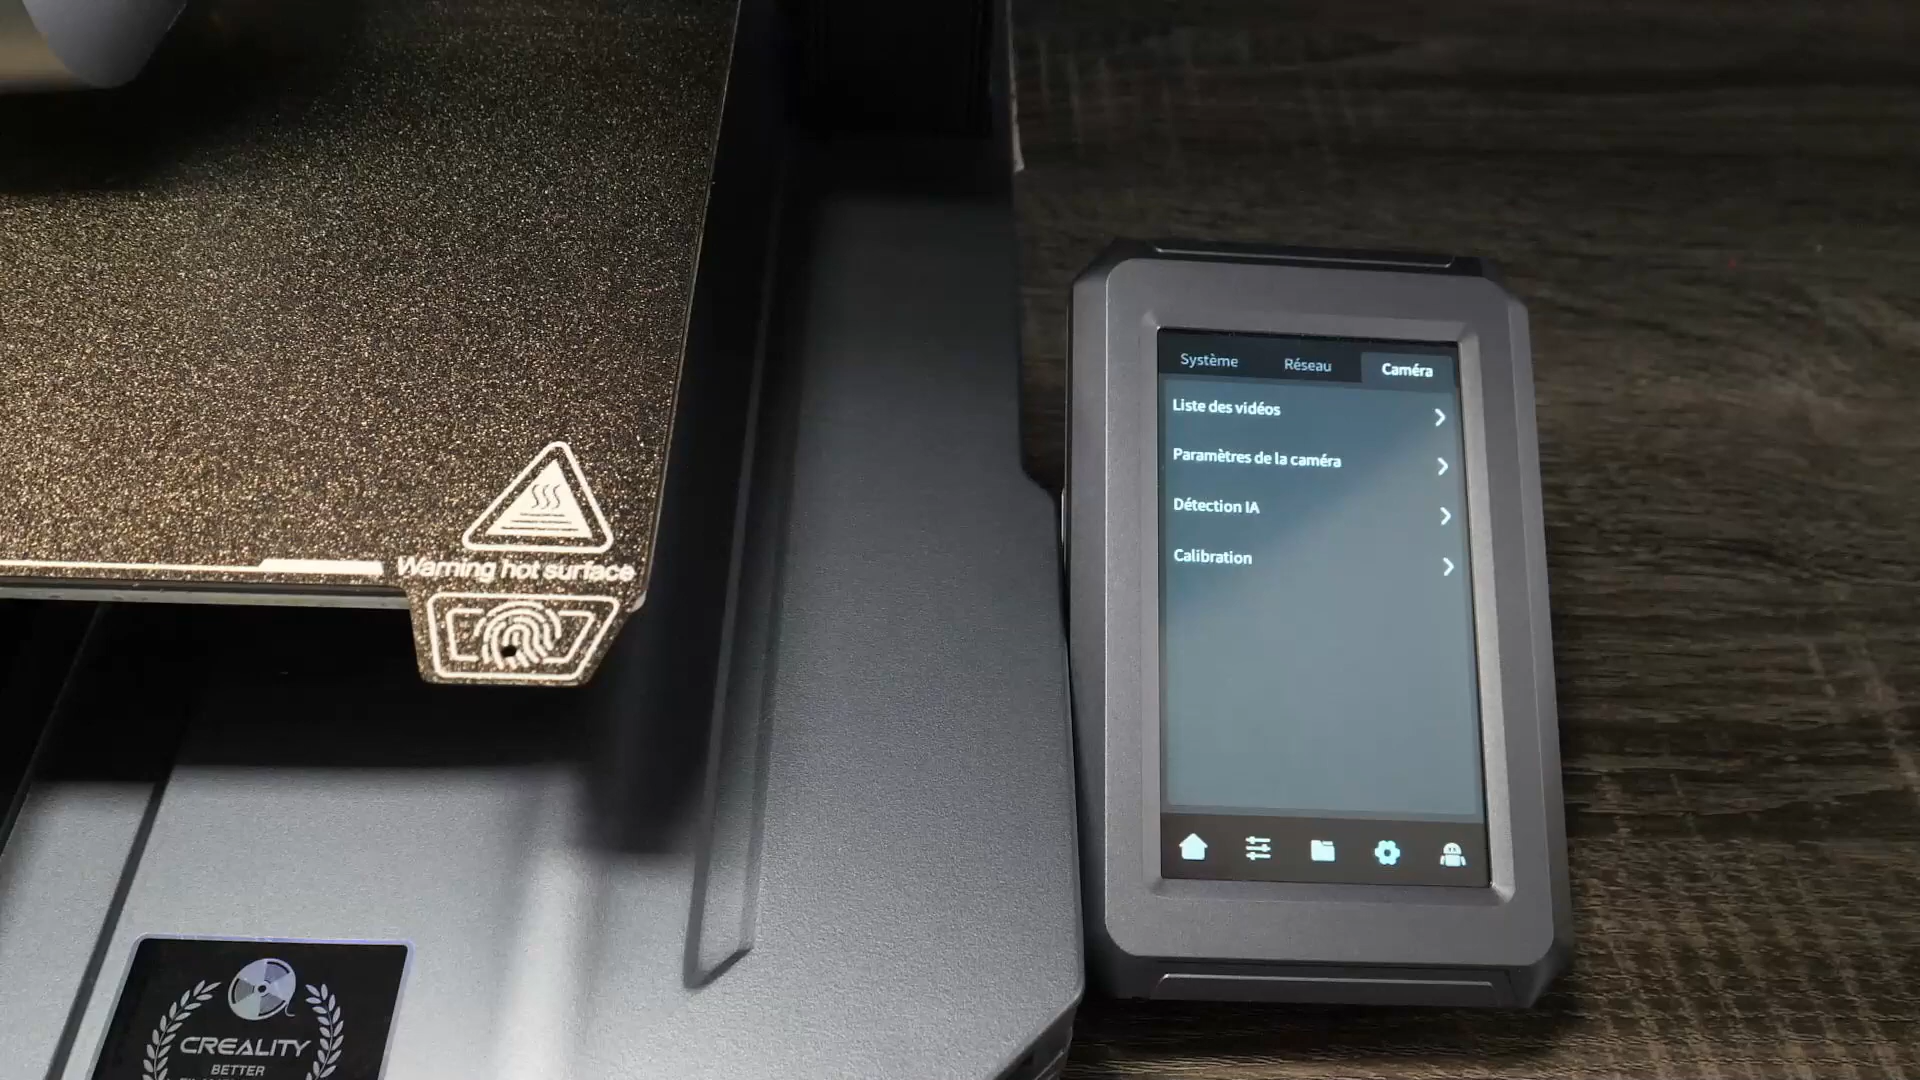 Warning hot surface
CREALITY
BETTER
Système
Réseau
Caméra
Liste des vidéos
Paramètres de la caméra
Détection IA
Calibration